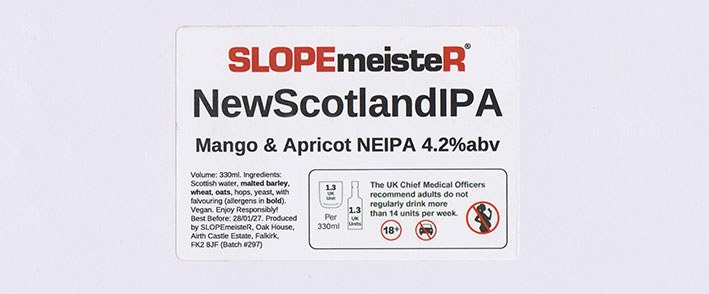 SLOPEmeisteR®
NewScotlandIPA
Mango & Apricot NEIPA 4.2%abv
Volume: 330ml. Ingredients:
Scottish water, malted barley,
wheat, oats, hops, yeast, with
falvouring (allergens in bold).
Vegan. Enjoy Responsibly!
Best Before: 28/01/27. Produced
by SLOPEmeisteR, Oak House,
Airth Castle Estate, Falkirk,
FK2 8JF (Batch #297)
1.3
UK
Unit
1.3
UK
Units
Per
330ml
The UK Chief Medical Officers
recommend adults do not
regularly drink more
than 14 units per week.
18+